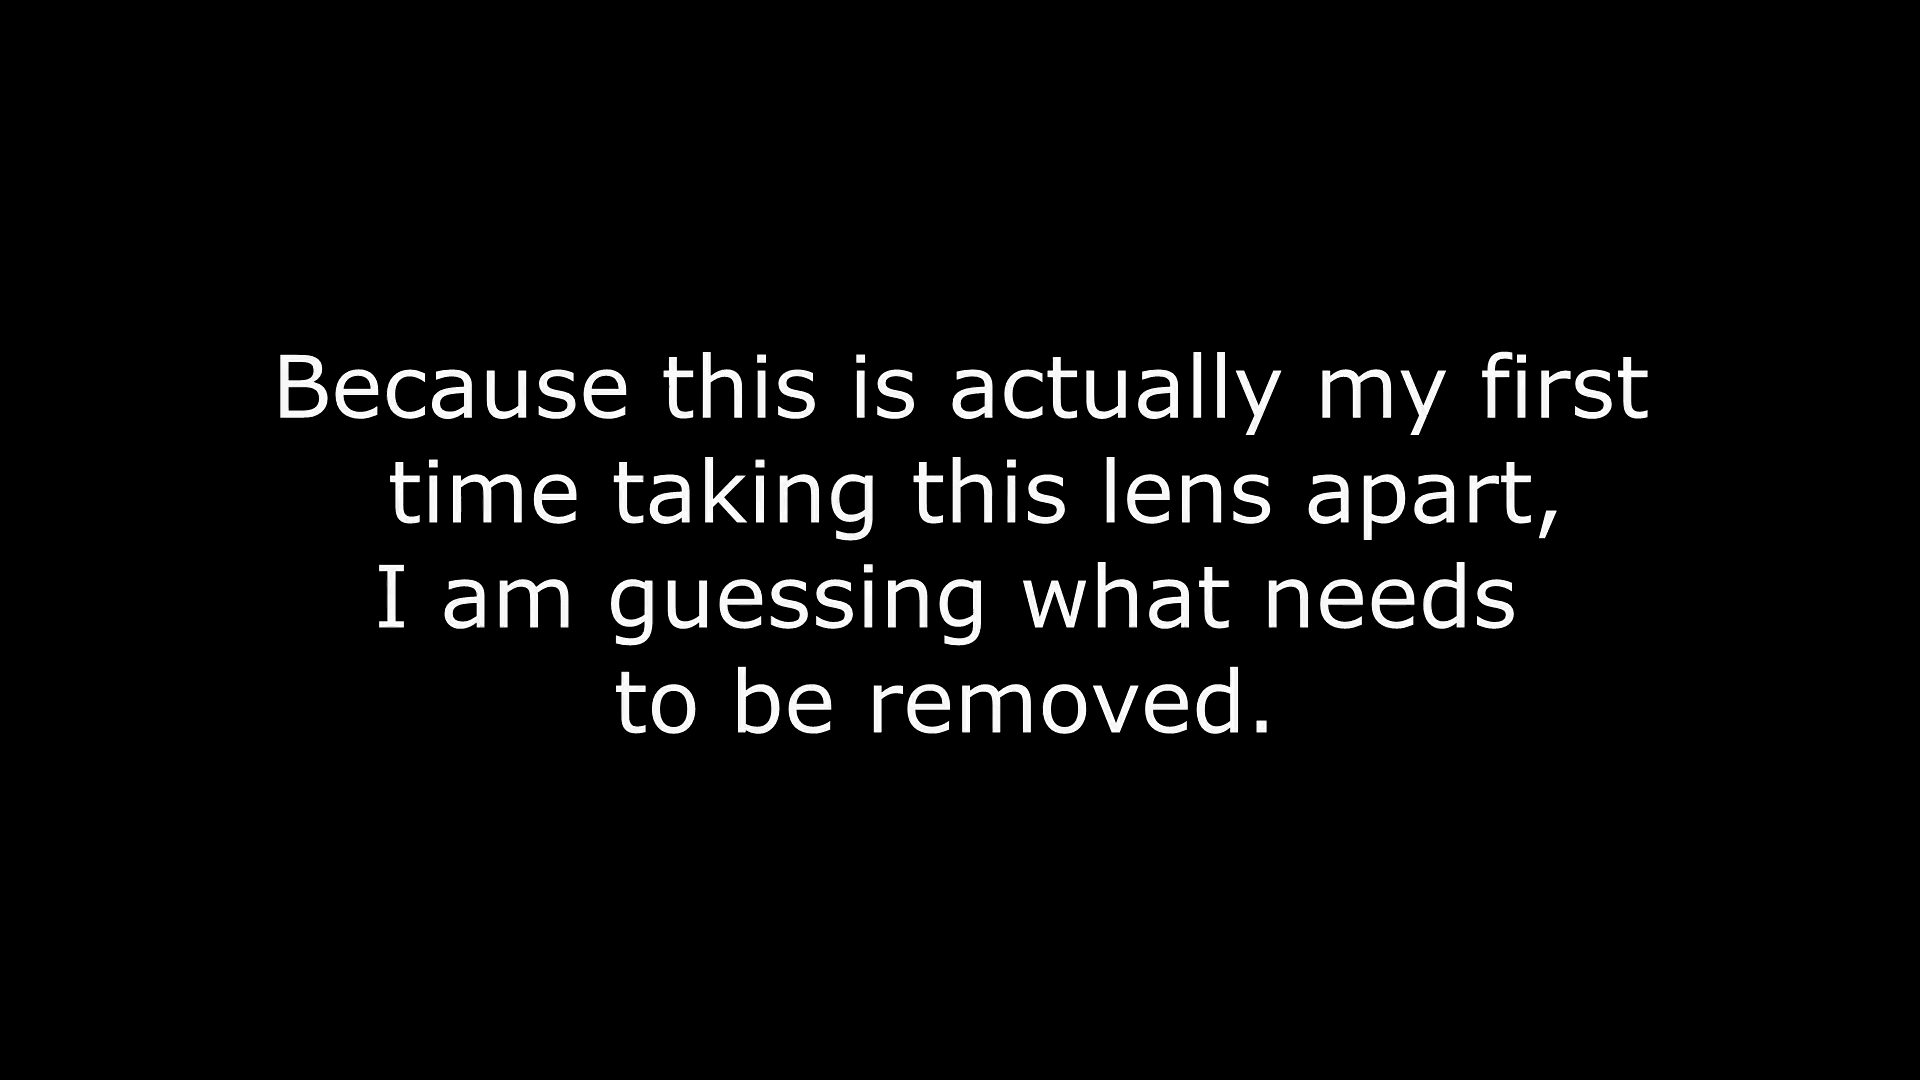 Because this is actually my first
time taking this lens apart,
I am guessing what needs
to be removed.